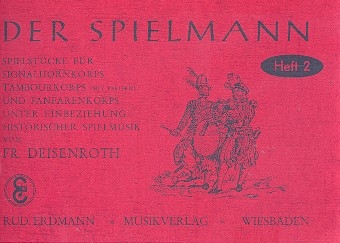 DER SPIELMANN
Heft 2
SPIELSTÜCKE FÜR
SIGNALHORNKORPS
TAMBOURKORPS
UND FANFARENKORPS
UNTER EINBEZIEHUNG
HISTORISCHER SPIELMUSIK
VON
FR. DEISENROTH
RUD. ERDMANN · MUSIKVERLAG · WIESBADEN